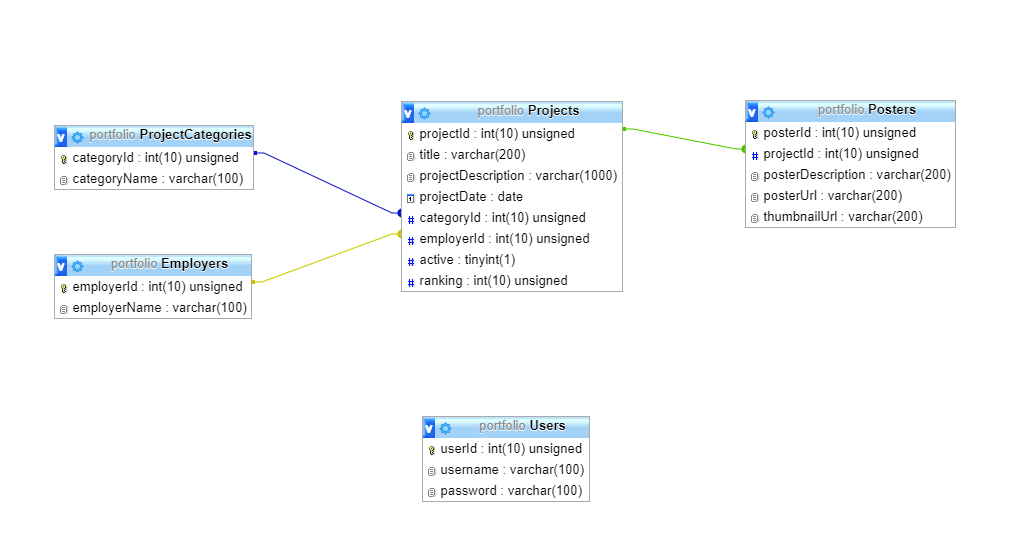 portfolio ProjectCategories
categoryId : int(10) unsigned
categoryName : varchar(100)
portfolio Employers
employerId : int(10) unsigned
employerName : varchar(100)
portfolio Projects
projectId : int(10) unsigned
title : varchar(200)
projectDescription : varchar(1000)
projectDate : date
categoryId : int(10) unsigned
employerId : int(10) unsigned
active : tinyint(1)
ranking : int(10) unsigned
portfolio Posters
posterId : int(10) unsigned
projectId : int(10) unsigned
posterDescription : varchar(200)
posterUrl : varchar(200)
thumbnailUrl : varchar(200)
portfolio Users
userId : int(10) unsigned
username : varchar(100)
password : varchar(100)